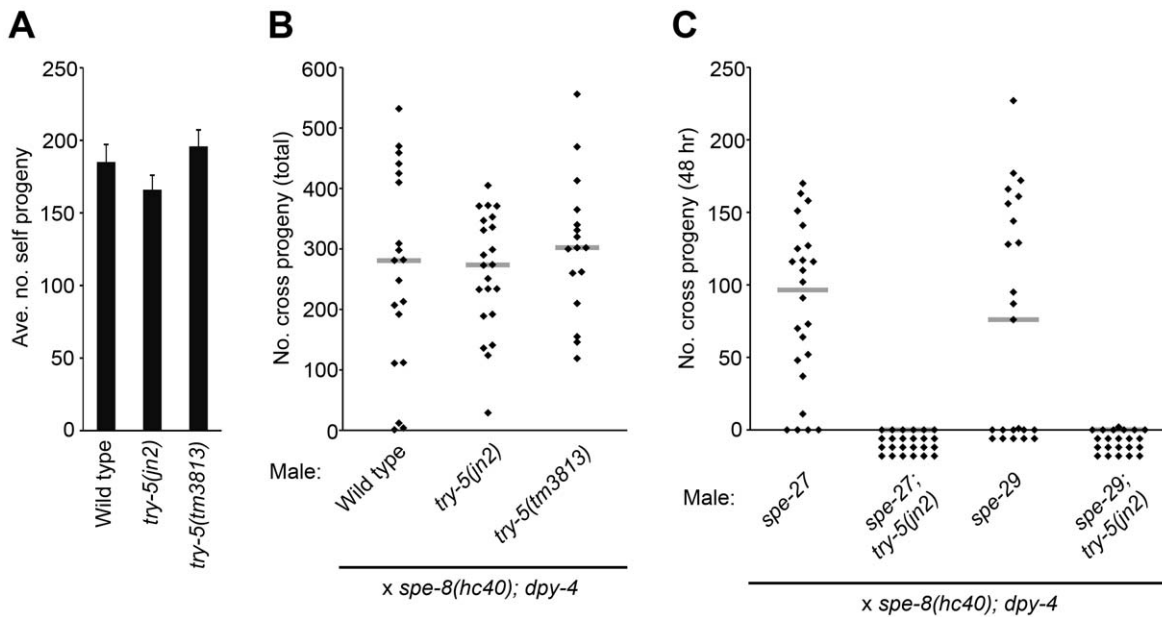 A
Ave. no. self progeny
250
200
150
100
50
0
Wild type
try-5(jn2)
try-5(tm3813)
B
No. cross progeny (total)
600
500
400
300
200
100
0
Male:
Wild type
try-5(jn2)
try-5(tm3813)
x spe-8(hc40); dpy-4
C
No. cross progeny (48 hr)
250
200
150
100
50
0
Male:
spe-27
spe-27;
try-5(jn2)
spe-29
spe-29;
try-5(jn2)
x spe-8(hc40); dpy-4